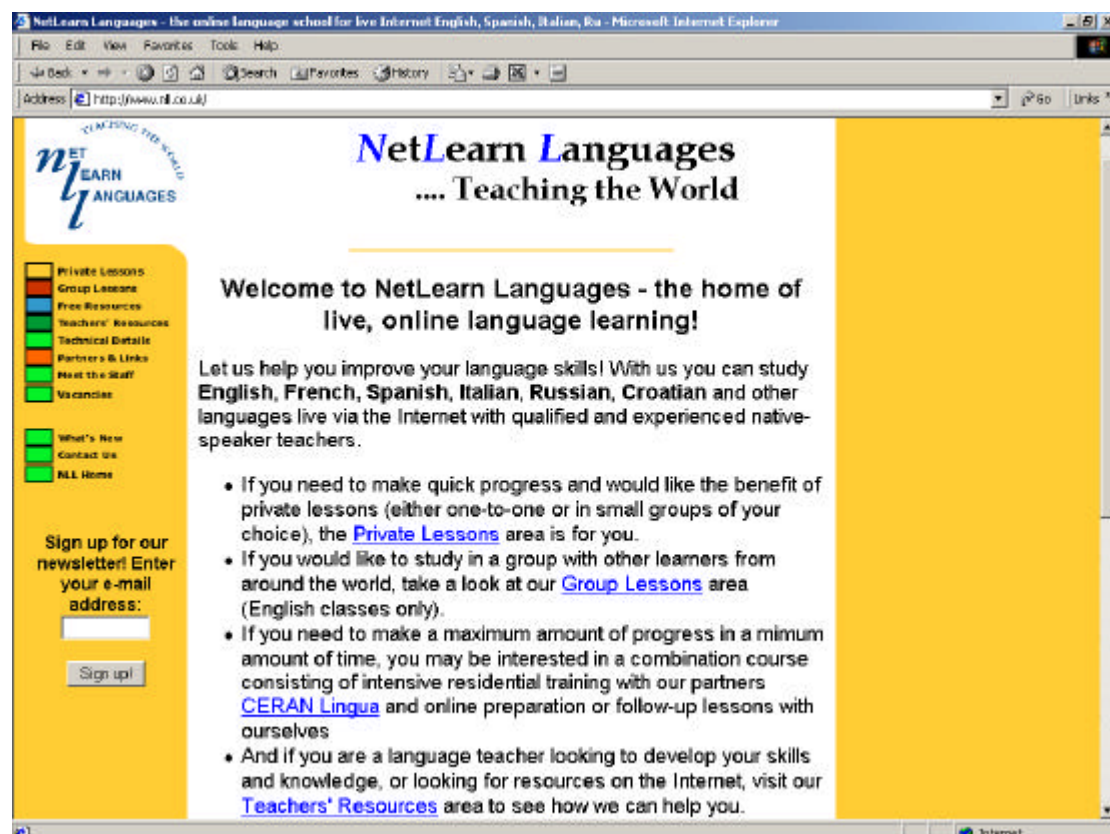 NetLearn Languages - the online language school for live Internet English, Spanish, Italian, Ru - Microsoft Internet Explorer
File Edit View Favorites Tools Help
Back Search Favorites History
Address http://www.nll.co.uk/ Go Links
TEACHING THE WORLD
NET
LEARN
LANGUAGES
NetLearn Languages
.... Teaching the World
Private Lessons
Group Lessons
Free Resources
Teachers' Resources
Technical Details
Partners & Links
Meet the Staff
Vacancies
What's New
Contact Us
NLL Home
Sign up for our
newsletter! Enter
your e-mail
address:
Sign up!
Welcome to NetLearn Languages - the home of
live, online language learning!
Let us help you improve your language skills! With us you can study
English, French, Spanish, Italian, Russian, Croatian and other
languages live via the Internet with qualified and experienced native-
speaker teachers.
• If you need to make quick progress and would like the benefit of
private lessons (either one-to-one or in small groups of your
choice), the Private Lessons area is for you.
• If you would like to study in a group with other learners from
around the world, take a look at our Group Lessons area
(English classes only).
• If you need to make a maximum amount of progress in a mimum
amount of time, you may be interested in a combination course
consisting of intensive residential training with our partners
CERAN Lingua and online preparation or follow-up lessons with
ourselves
• And if you are a language teacher looking to develop your skills
and knowledge, or looking for resources on the Internet, visit our
Teachers' Resources area to see how we can help you.
Internet